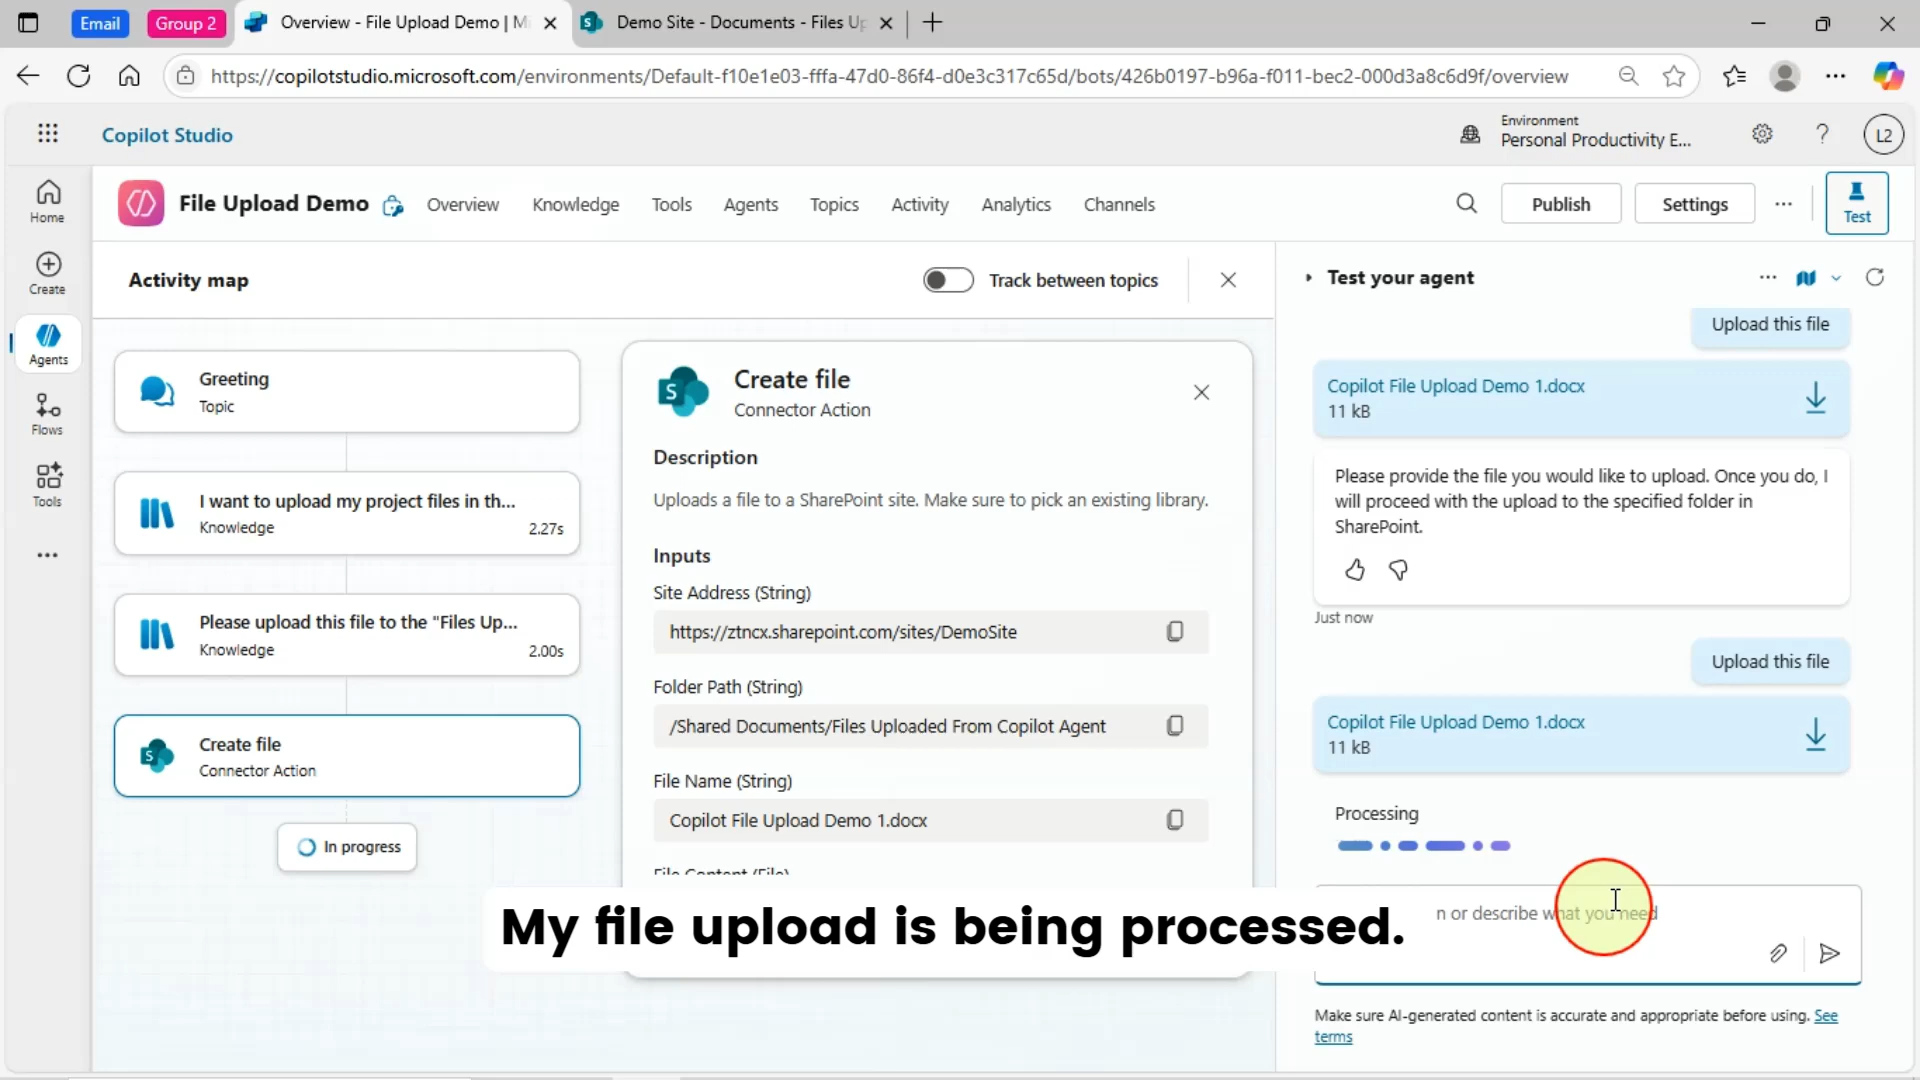 Email
Group 2
Overview - File Upload Demo | M
Demo Site - Documents - Files Up
https://copilotstudio.microsoft.com/environments/Default-f10e1e03-fffa-47d0-86f4-d0e3c317c65d/bots/426b0197-b96a-f011-bec2-000d3a8c6d9f/overview
Copilot Studio
Environment
Personal Productivity E...
L2
Home
Create
Agents
Flows
Tools
File Upload Demo
Overview
Knowledge
Tools
Agents
Topics
Activity
Analytics
Channels
Publish
Settings
Test
Activity map
Track between topics
Greeting
Topic
I want to upload my project files in th...
Knowledge
2.27s
Please upload this file to the "Files Up...
Knowledge
2.00s
Create file
Connector Action
In progress
Create file
Connector Action
Description
Uploads a file to a SharePoint site. Make sure to pick an existing library.
Inputs
Site Address (String)
https://ztncx.sharepoint.com/sites/DemoSite
Folder Path (String)
/Shared Documents/Files Uploaded From Copilot Agent
File Name (String)
Copilot File Upload Demo 1.docx
File Content (File)
Test your agent
Upload this file
Copilot File Upload Demo 1.docx
11 kB
Please provide the file you would like to upload. Once you do, I
will proceed with the upload to the specified folder in
SharePoint.
Just now
Upload this file
Copilot File Upload Demo 1.docx
11 kB
Processing
n or describe what you need
Make sure AI-generated content is accurate and appropriate before using. See
terms
My file upload is being processed.